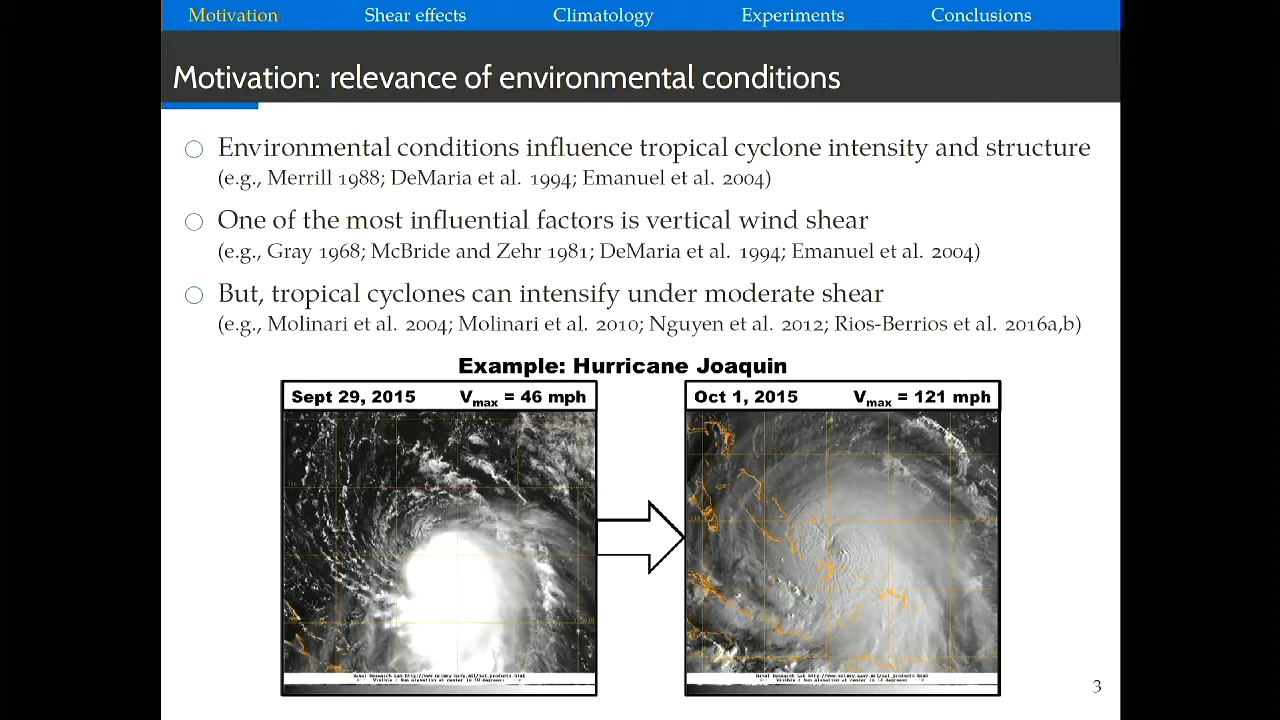 Motivation Shear effects Climatology Experiments Conclusions
Motivation: relevance of environmental conditions
Environmental conditions influence tropical cyclone intensity and structure
(e.g., Merrill 1988; DeMaria et al. 1994; Emanuel et al. 2004)
One of the most influential factors is vertical wind shear
(e.g., Gray 1968; McBride and Zehr 1981; DeMaria et al. 1994; Emanuel et al. 2004)
But, tropical cyclones can intensify under moderate shear
(e.g., Molinari et al. 2004; Molinari et al. 2010; Nguyen et al. 2012; Rios-Berrios et al. 2016a,b)
Example: Hurricane Joaquin
Sept 29, 2015 Vmax = 46 mph
Oct 1, 2015 Vmax = 121 mph
3